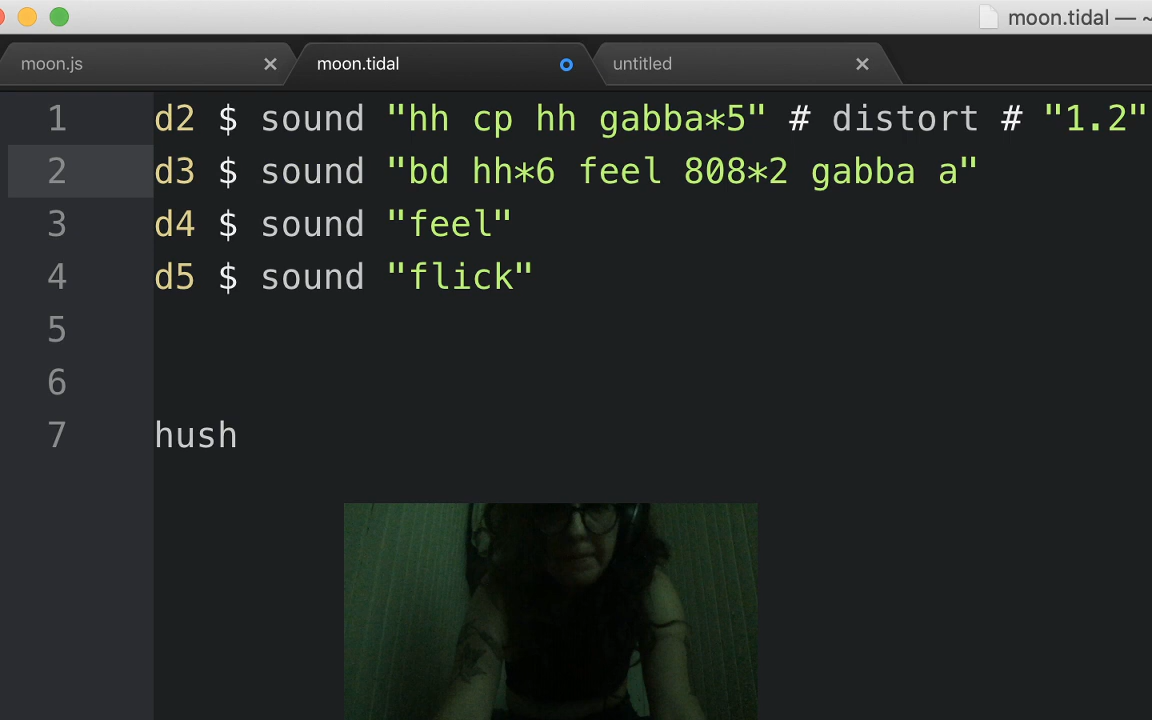 moon.tidal — ~
moon.js
moon.tidal
untitled
1 d2 $ sound "hh cp hh gabba*5" # distort # "1.2"
2 d3 $ sound "bd hh*6 feel 808*2 gabba a"
3 d4 $ sound "feel"
4 d5 $ sound "flick"
5
6
7 hush